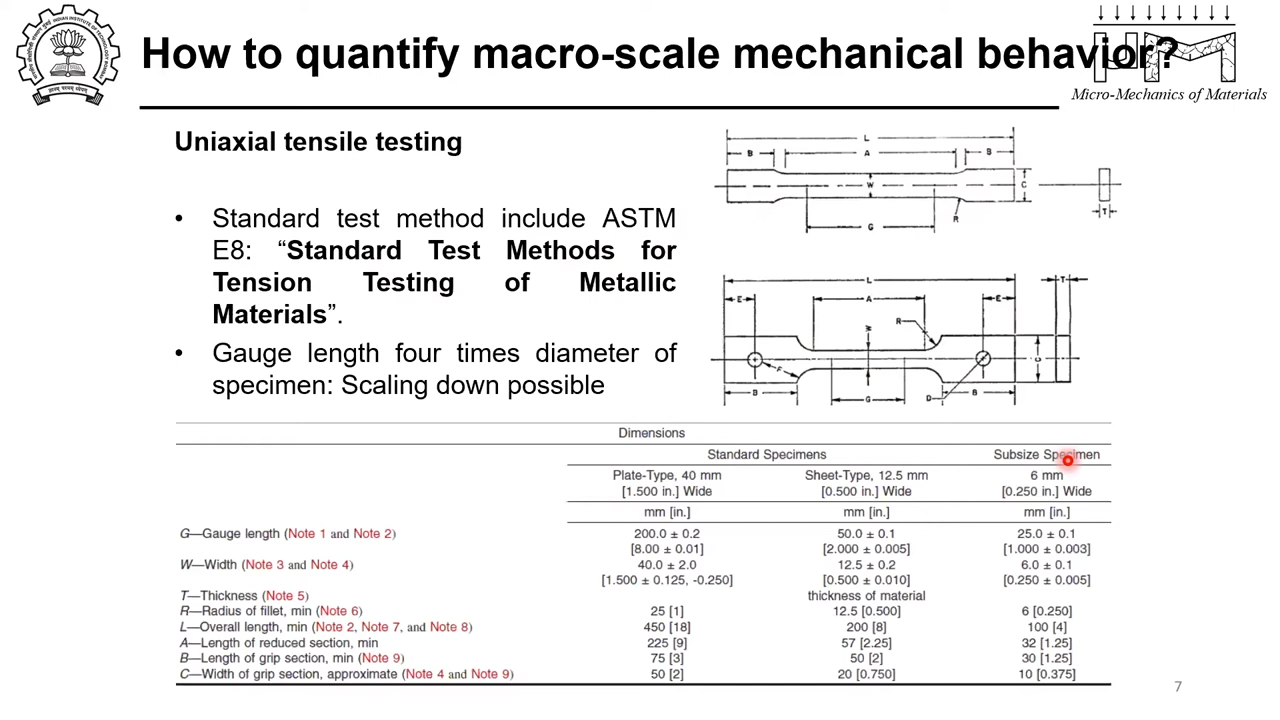 How to quantify macro-scale mechanical behavior?
Micro-Mechanics of Materials
Uniaxial tensile testing
• Standard test method include ASTM
E8: “Standard Test Methods for
Tension Testing of Metallic
Materials”.
• Gauge length four times diameter of
specimen: Scaling down possible
L
B A B
W C
T
R
G
L T
E A E
R W
C
F
B G D B
Dimensions
Standard Specimens Subsize Specimen
Plate-Type, 40 mm Sheet-Type, 12.5 mm 6 mm
[1.500 in.] Wide [0.500 in.] Wide [0.250 in.] Wide
mm [in.] mm [in.] mm [in.]
G—Gauge length (Note 1 and Note 2) 200.0 ± 0.2 50.0 ± 0.1 25.0 ± 0.1
[8.00 ± 0.01] [2.000 ± 0.005] [1.000 ± 0.003]
W—Width (Note 3 and Note 4) 40.0 ± 2.0 12.5 ± 0.2 6.0 ± 0.1
[1.500 ± 0.125, -0.250] [0.500 ± 0.010] [0.250 ± 0.005]
T—Thickness (Note 5) thickness of material
R—Radius of fillet, min (Note 6) 25 [1] 12.5 [0.500] 6 [0.250]
L—Overall length, min (Note 2, Note 7, and Note 8) 450 [18] 200 [8] 100 [4]
A—Length of reduced section, min 225 [9] 57 [2.25] 32 [1.25]
B—Length of grip section, min (Note 9) 75 [3] 50 [2] 30 [1.25]
C—Width of grip section, approximate (Note 4 and Note 9) 50 [2] 20 [0.750] 10 [0.375]
7